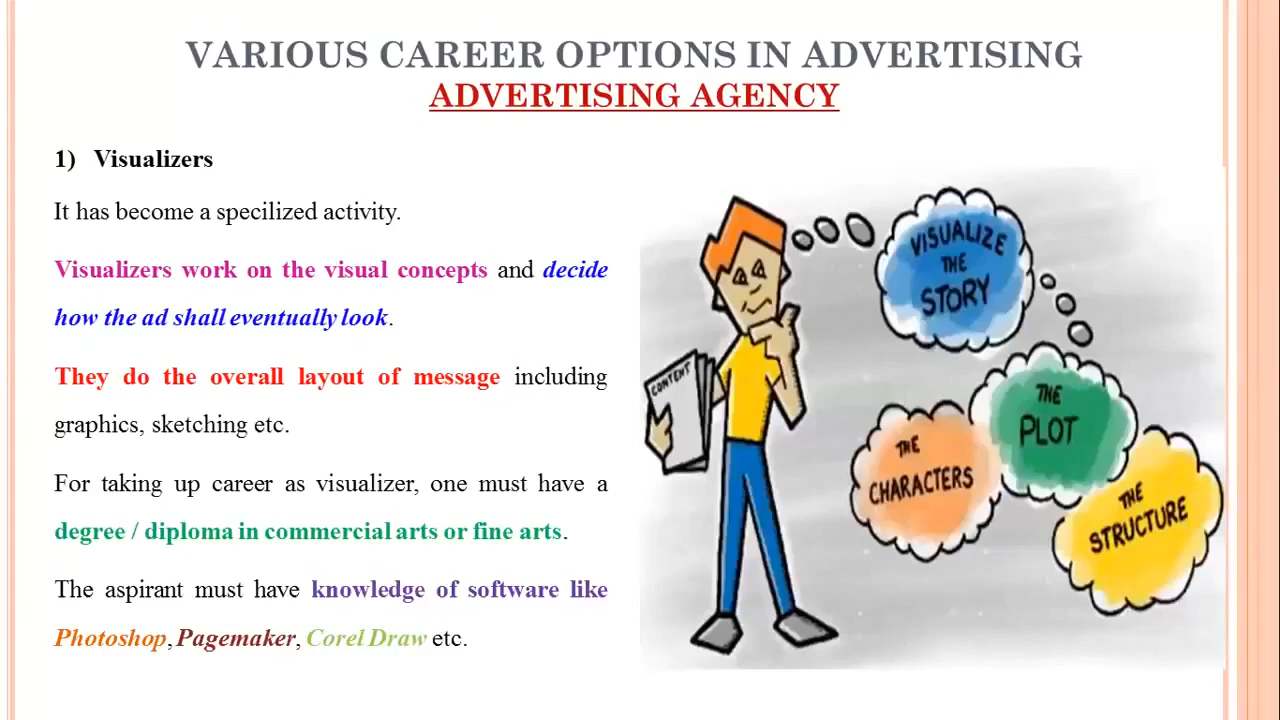 VARIOUS CAREER OPTIONS IN ADVERTISING
ADVERTISING AGENCY
1) Visualizers
It has become a specilized activity.
Visualizers work on the visual concepts and decide
how the ad shall eventually look.
They do the overall layout of message including
graphics, sketching etc.
For taking up career as visualizer, one must have a
degree / diploma in commercial arts or fine arts.
The aspirant must have knowledge of software like
Photoshop, Pagemaker, Corel Draw etc.
VISUALIZE
THE
STORY
CONTENT
THE
PLOT
THE
CHARACTERS
THE
STRUCTURE